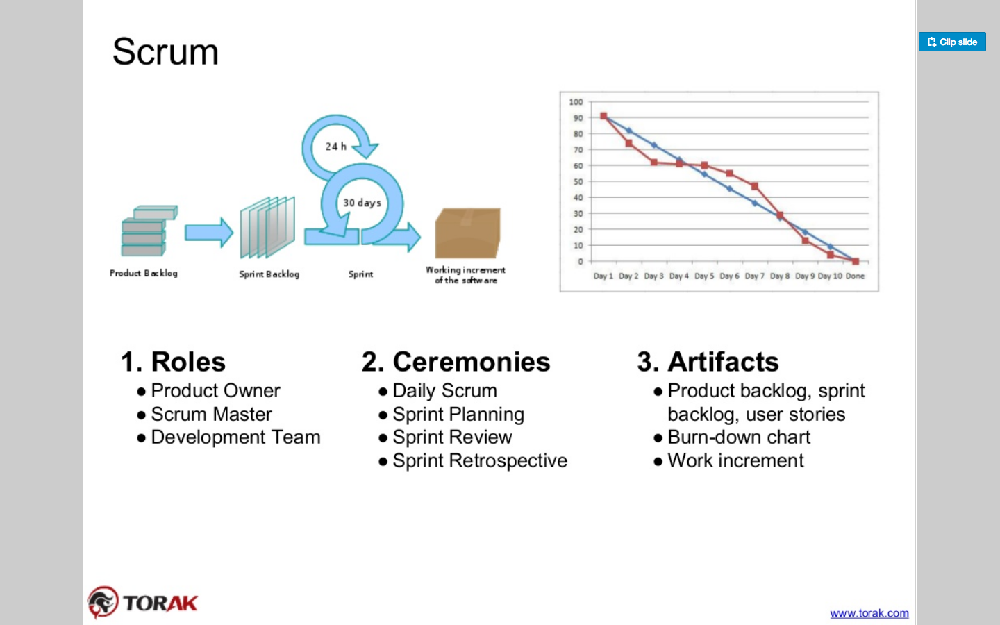 Scrum
Clip slide
24 h
30 days
Product Backlog
Sprint Backlog
Sprint
Working increment
of the software
100
90
80
70
60
50
40
30
20
10
0
Day 1 Day 2 Day 3 Day 4 Day 5 Day 6 Day 7 Day 8 Day 9 Day 10 Done
1. Roles
● Product Owner
● Scrum Master
● Development Team
2. Ceremonies
● Daily Scrum
● Sprint Planning
● Sprint Review
● Sprint Retrospective
3. Artifacts
● Product backlog, sprint
backlog, user stories
● Burn-down chart
● Work increment
TORAK
www.torak.com